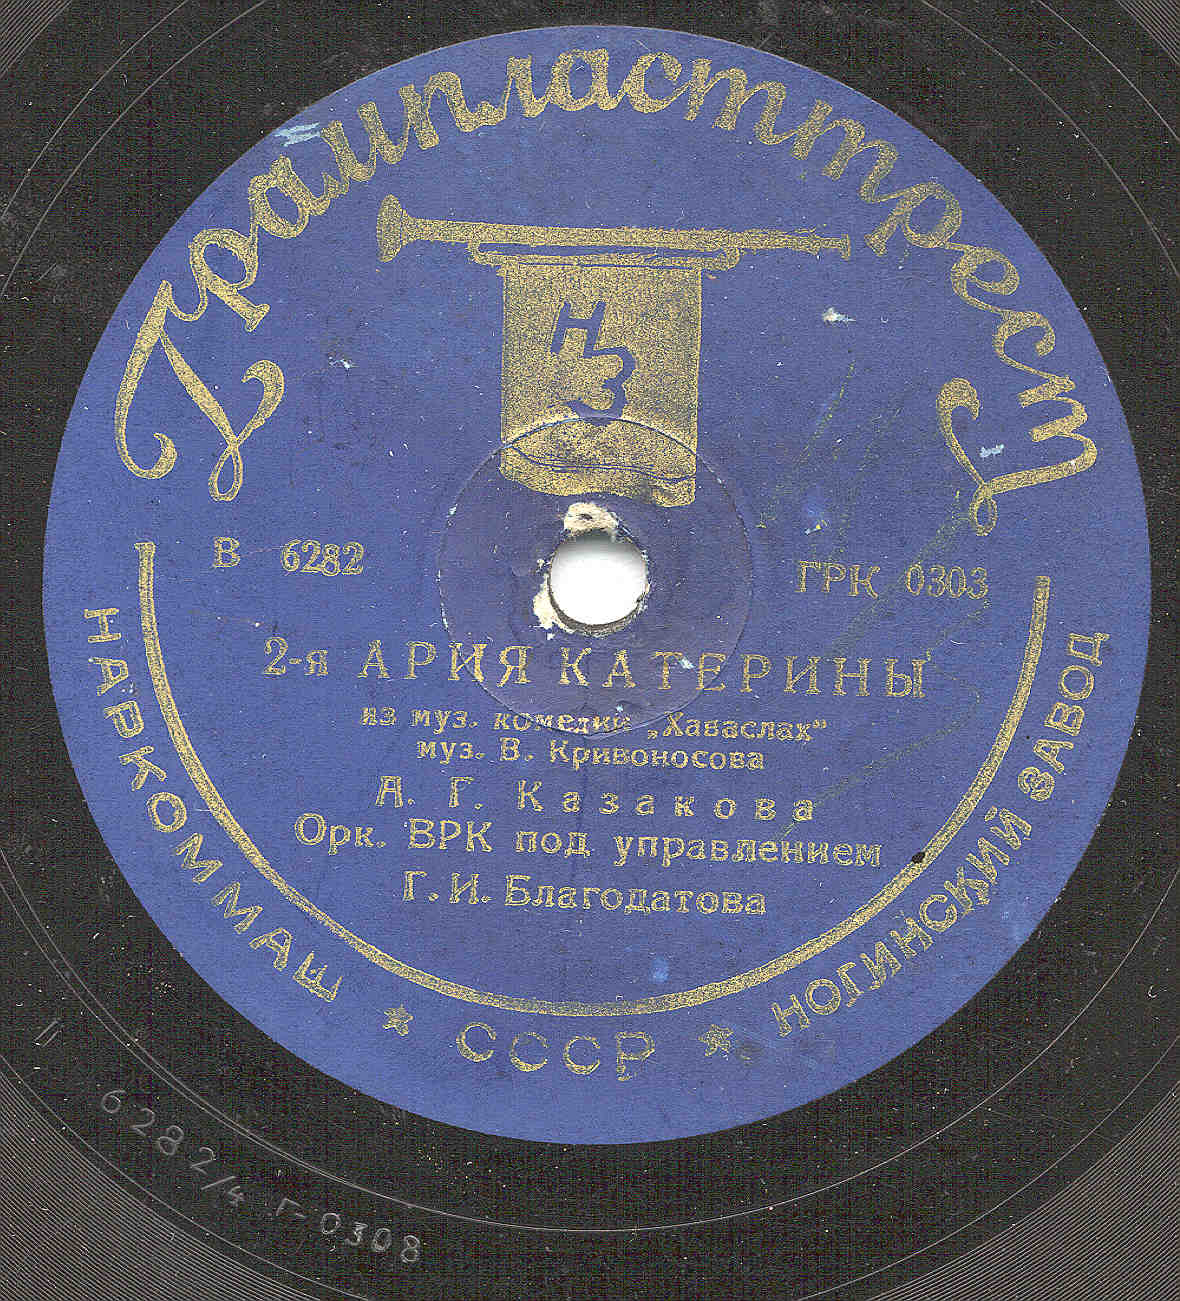 Грампласттрест
НЗ
В 6282
ГРК 0303
2-я АРИЯ КАТЕРИНЫ
из муз. комедии „Хаваслах"
муз. В. Кривоносова
А. Г. Казакова
Орк. ВРК под управлением
Г. И. Благодатова
НАРКОММАШ ★ СССР ★ НОГИНСКИЙ ЗАВОД
6282/4 Г-0308